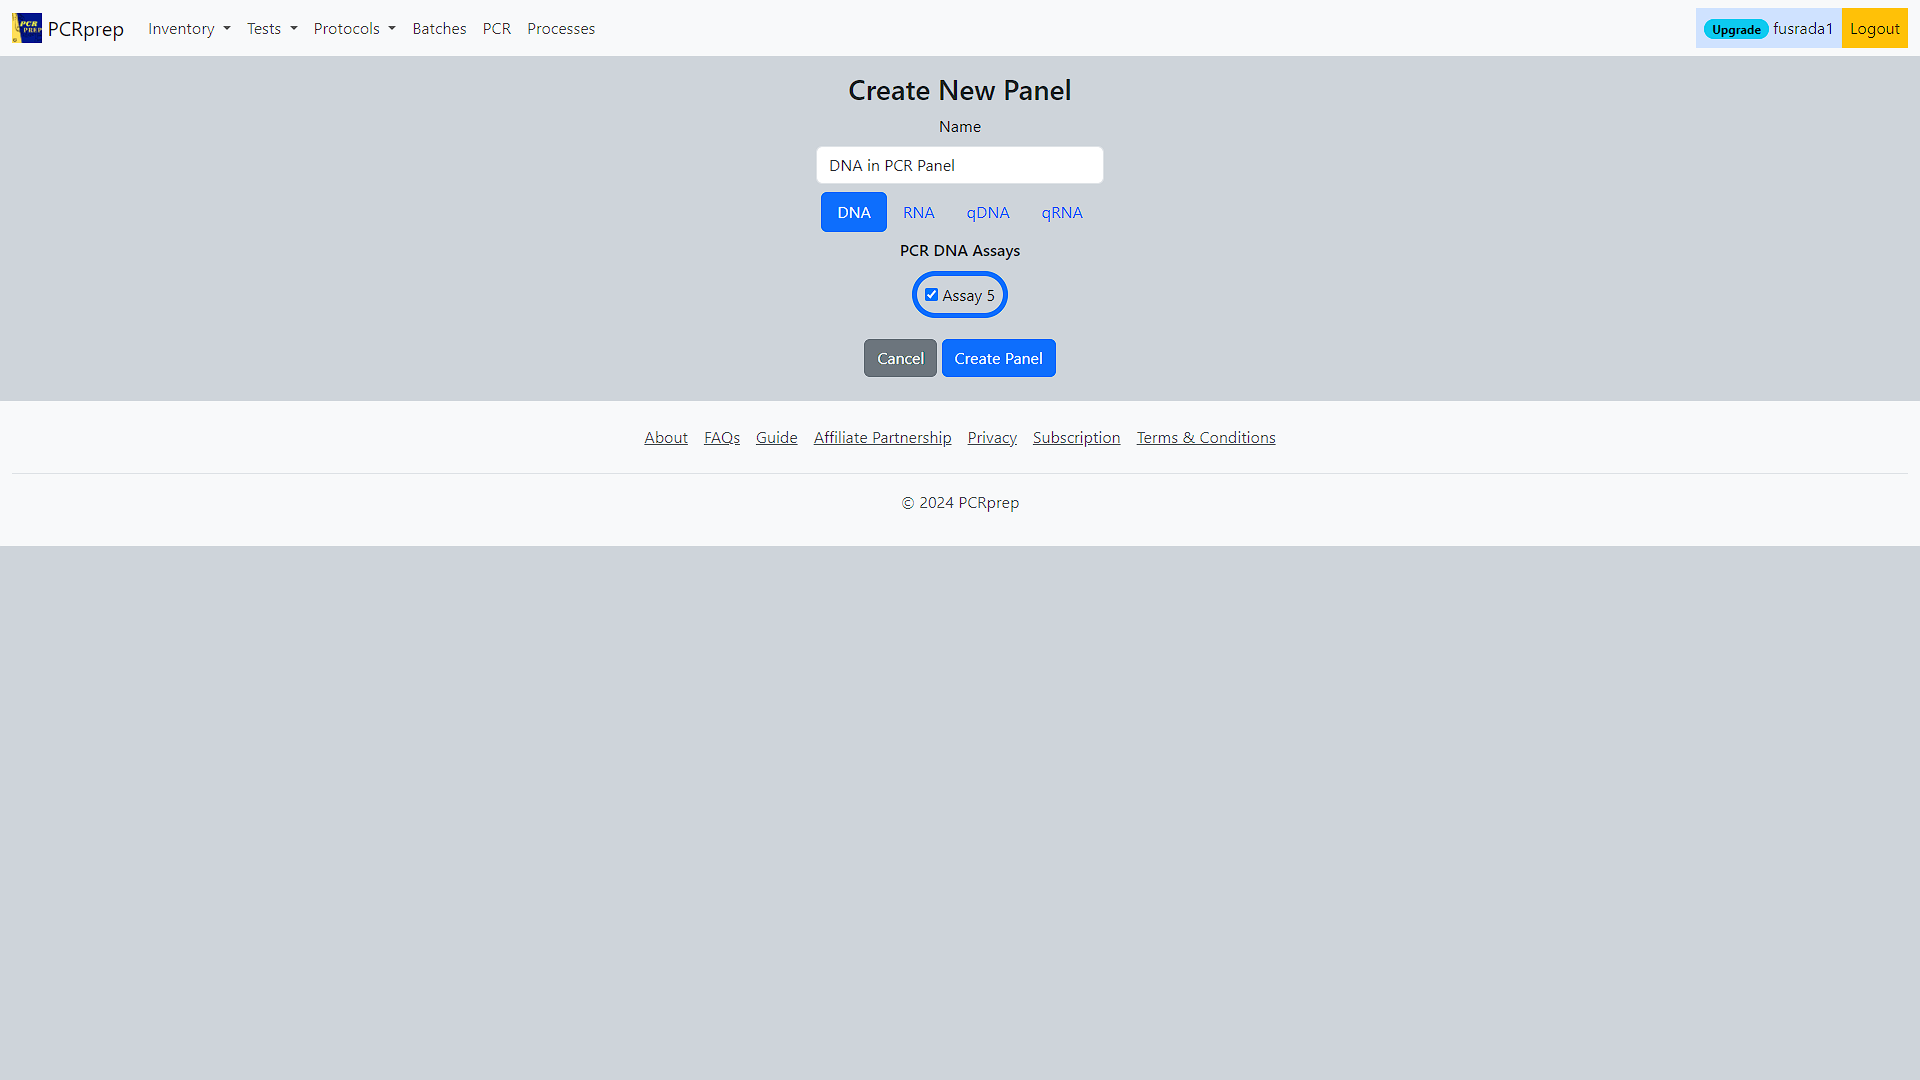 PCR PREP PCRprep Inventory Tests Protocols Batches PCR Processes Upgrade fusrada1 Logout
Create New Panel
Name
DNA in PCR Panel
DNA RNA qDNA qRNA
PCR DNA Assays
Assay 5
Cancel Create Panel
About FAQs Guide Affiliate Partnership Privacy Subscription Terms & Conditions
© 2024 PCRprep